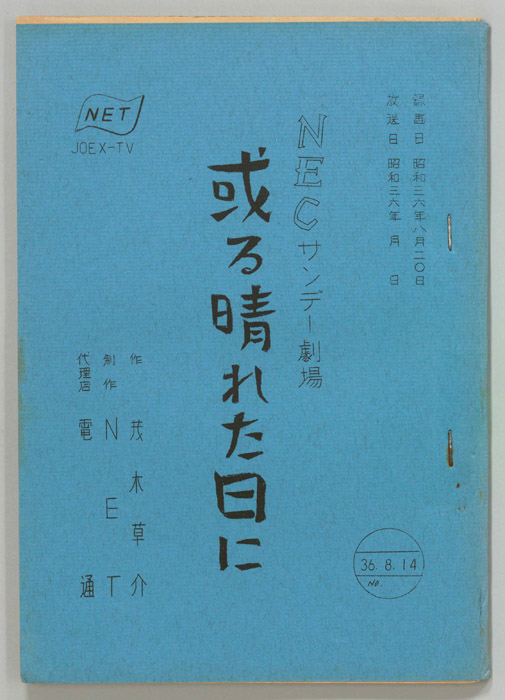 録画日 昭和三六年八月二〇日
放送日 昭和三六年 月 日
NECサンデー劇場
或る晴れた日に
NET
JOEX-TV
作 茂木草介
制作 NET
代理店 電通
36.8.14
NO.